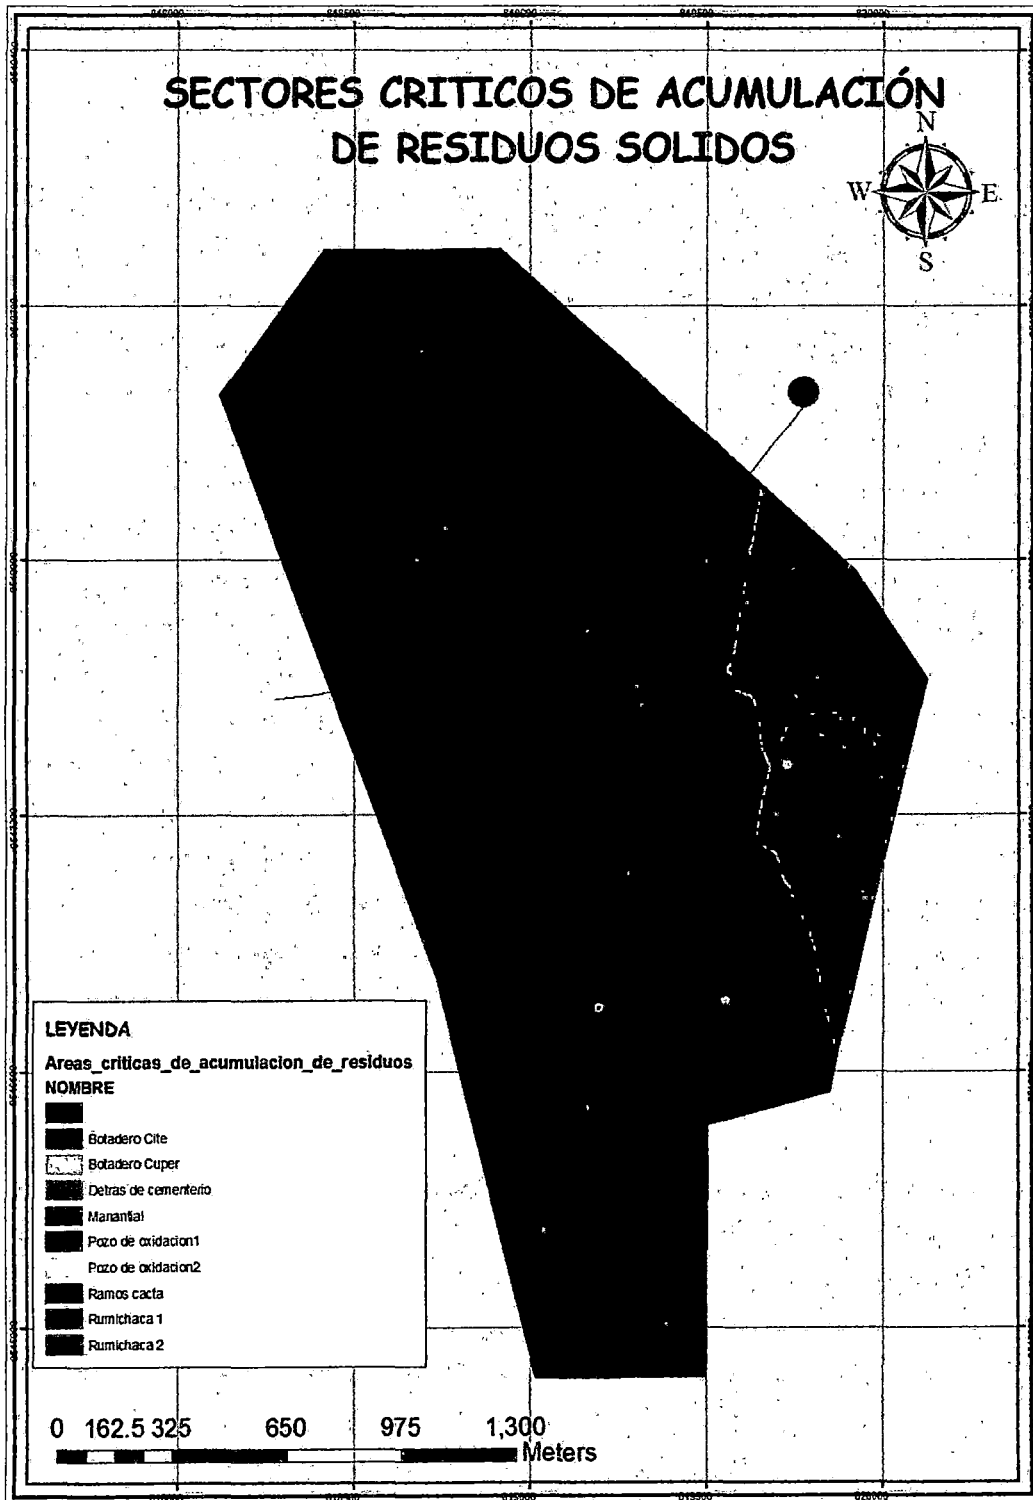 SECTORES CRITICOS DE ACUMULACIÓN
DE RESIDUOS SOLIDOS
N
W
E
S
LEYENDA
Areas_criticas_de_acumulacion_de_residuos
NOMBRE
Botadero Cite
Botadero Cuper
Detras de cementerio
Manantial
Pozo de oxidacion1
Pozo de oxidacion2
Ramos cacta
Rumichaca 1
Rumichaca 2
0 162.5 325 650 975 1,300
Meters